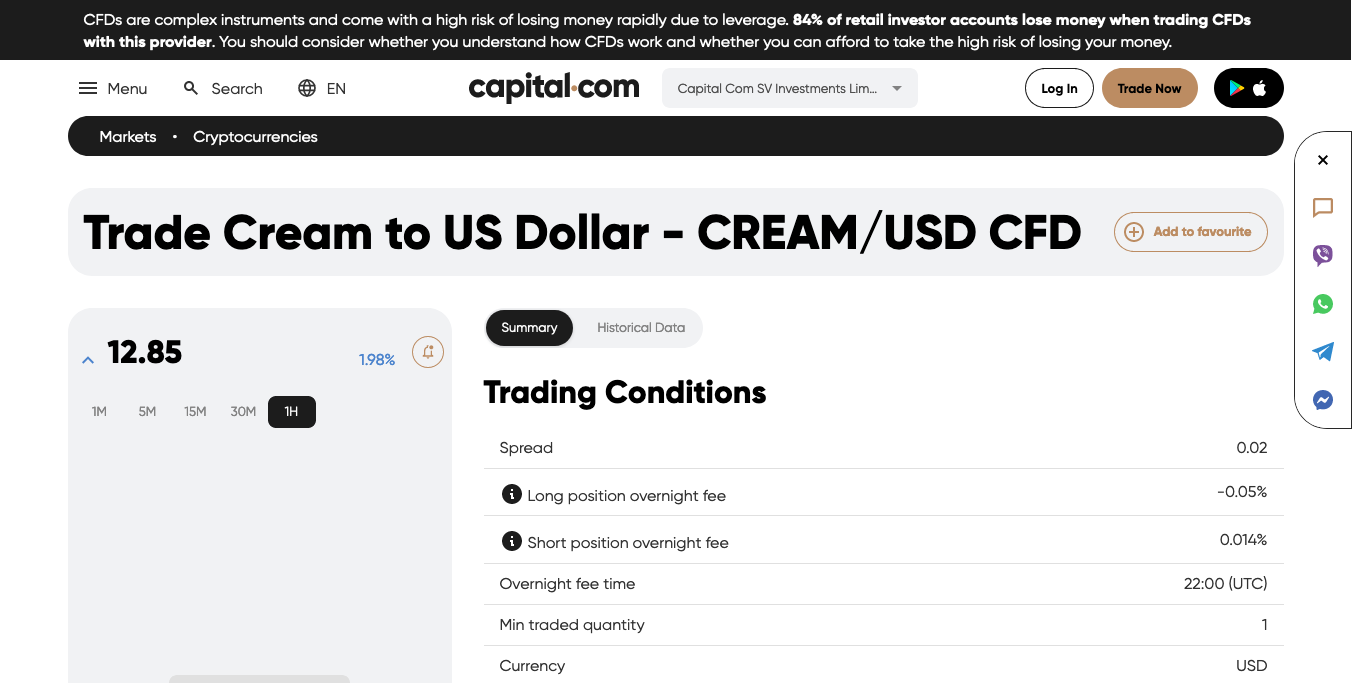 CFDs are complex instruments and come with a high risk of losing money rapidly due to leverage. 84% of retail investor accounts lose money when trading CFDs
with this provider. You should consider whether you understand how CFDs work and whether you can afford to take the high risk of losing your money.
Menu Search EN capital.com Capital Com SV Investments Lim... Log In Trade Now
Markets • Cryptocurrencies
Trade Cream to US Dollar - CREAM/USD CFD Add to favourite
12.85 1.98%
1M 5M 15M 30M 1H
Summary Historical Data
Trading Conditions
Spread 0.02
Long position overnight fee -0.05%
Short position overnight fee 0.014%
Overnight fee time 22:00 (UTC)
Min traded quantity 1
Currency USD